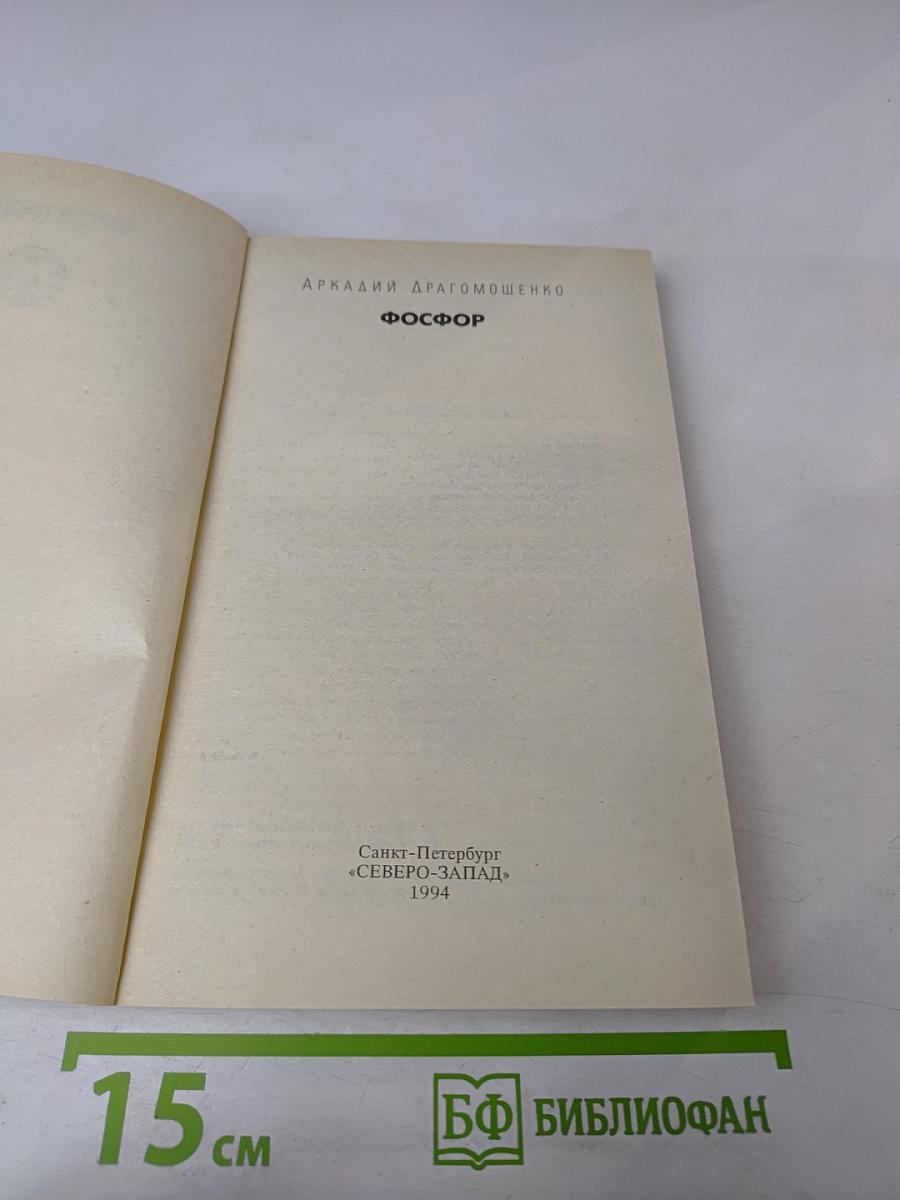 АРКАДИЙ ДРАГОМОЩЕНКО
ФОСФОР
Санкт-Петербург
«СЕВЕРО-ЗАПАД»
1994
15 см
БФ БИБЛИОФАН